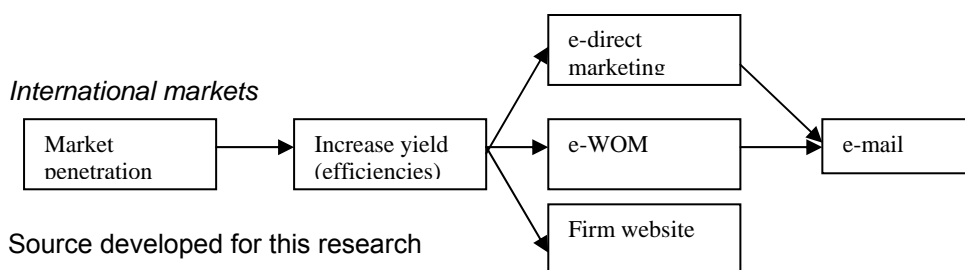 e-direct
marketing
International markets
Market
penetration
Increase yield
(efficiencies)
e-WOM
e-mail
Firm website
Source developed for this research